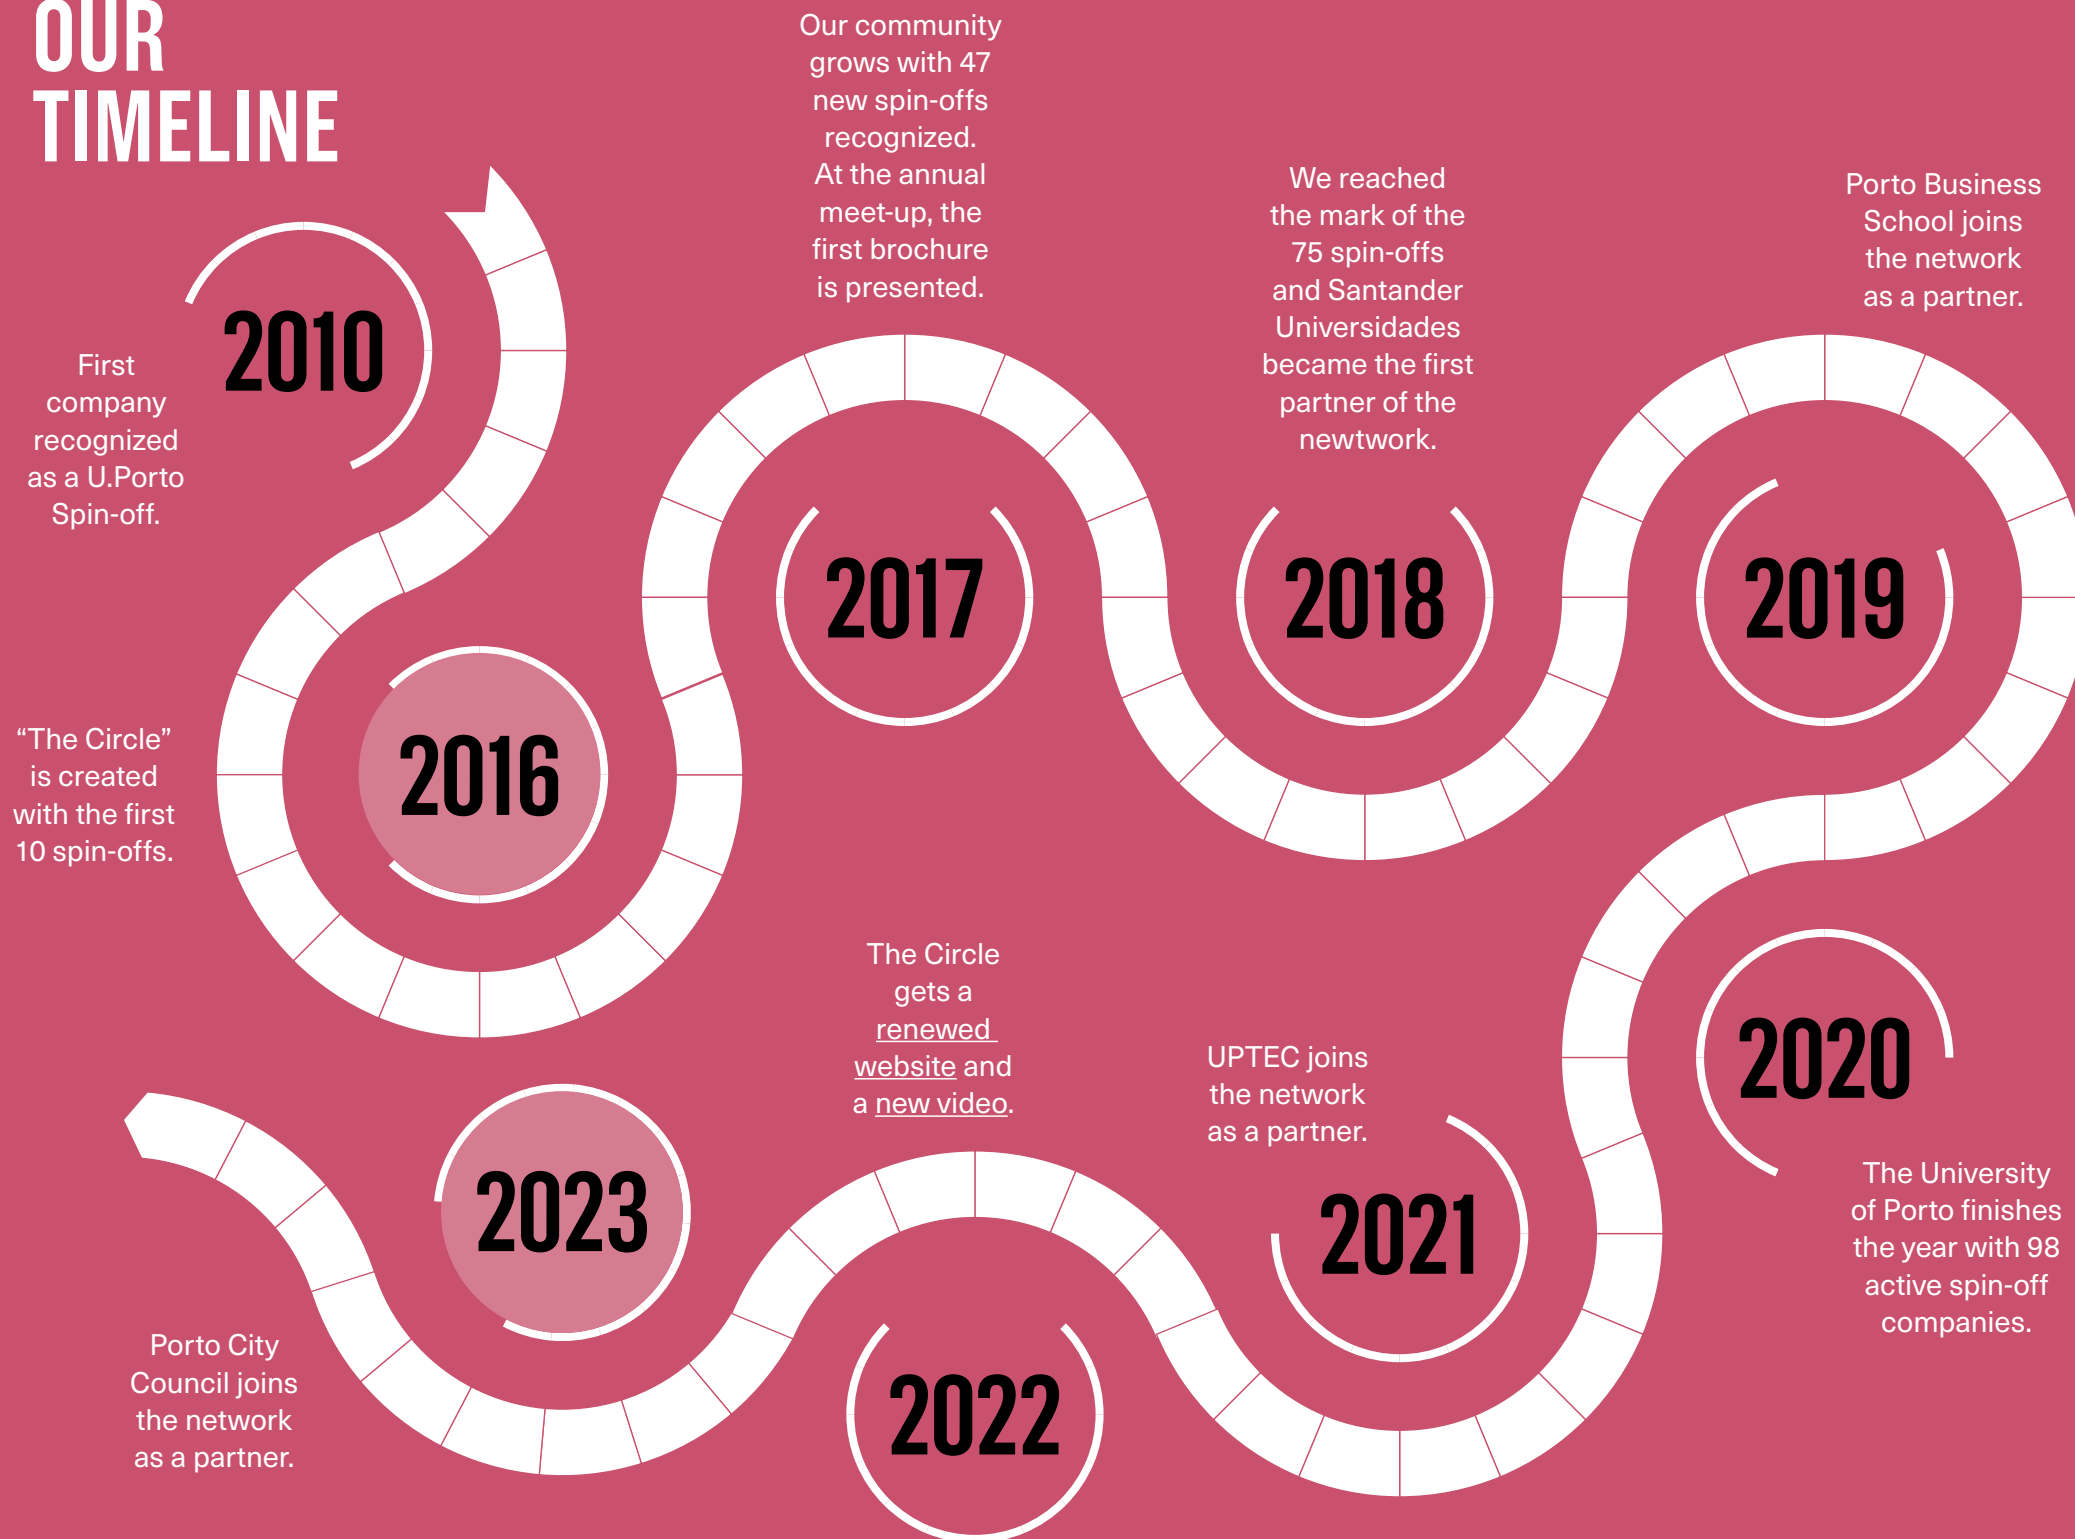 OUR
TIMELINE
2010
First
company
recognized
as a U.Porto
Spin-off.
2016
“The Circle”
is created
with the first
10 spin-offs.
Our community
grows with 47
new spin-offs
recognized.
At the annual
meet-up, the
first brochure
is presented.
2017
We reached
the mark of the
75 spin-offs
and Santander
Universidades
became the first
partner of the
newtwork.
2018
Porto Business
School joins
the network
as a partner.
2019
2020
The University
of Porto finishes
the year with 98
active spin-off
companies.
UPTEC joins
the network
as a partner.
2021
The Circle
gets a
renewed
website and
a new video.
2022
2023
Porto City
Council joins
the network
as a partner.